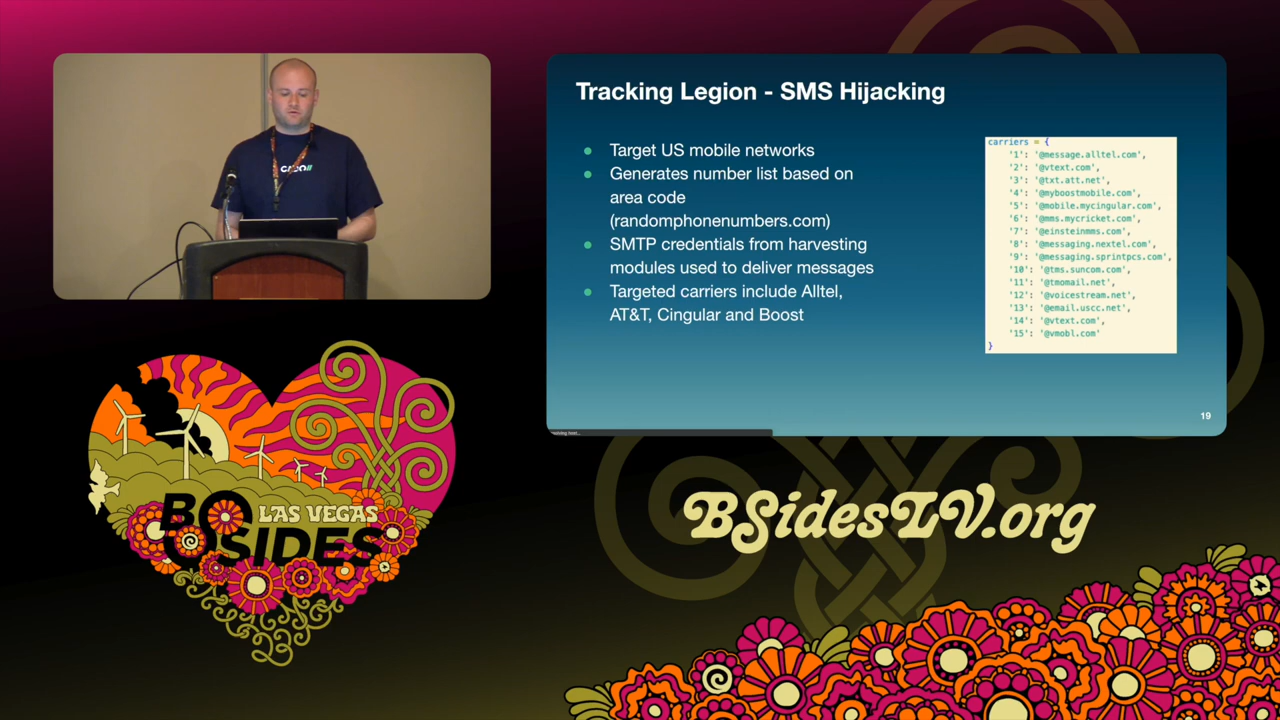 Tracking Legion - SMS Hijacking
Target US mobile networks
Generates number list based on
area code
(randomphonenumbers.com)
SMTP credentials from harvesting
modules used to deliver messages
Targeted carriers include Alltel,
AT&T, Cingular and Boost
carriers = {
'1': '@message.alltel.com',
'2': '@vtext.com',
'3': '@txt.att.net',
'4': '@myboostmobile.com',
'5': '@mobile.mycingular.com',
'6': '@mms.mycricket.com',
'7': '@einsteinmms.com',
'8': '@messaging.nextel.com',
'9': '@messaging.sprintpcs.com',
'10': '@tms.suncom.com',
'11': '@tmomail.net',
'12': '@voicestream.net',
'13': '@email.uscc.net',
'14': '@vtext.com',
'15': '@vmobl.com'
}
19
LAS VEGAS
BSIDES
23
BSidesLV.org